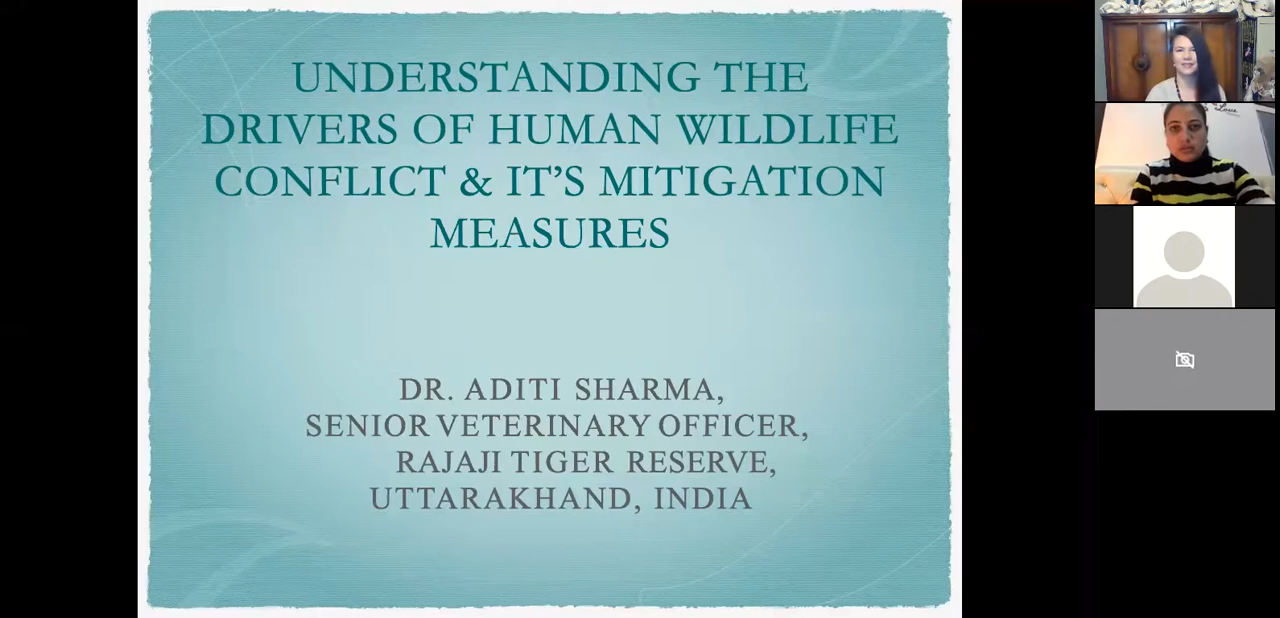 UNDERSTANDING THE
DRIVERS OF HUMAN WILDLIFE
CONFLICT & IT'S MITIGATION
MEASURES
DR. ADITI SHARMA,
SENIOR VETERINARY OFFICER,
RAJAJI TIGER RESERVE,
UTTARAKHAND, INDIA
Love